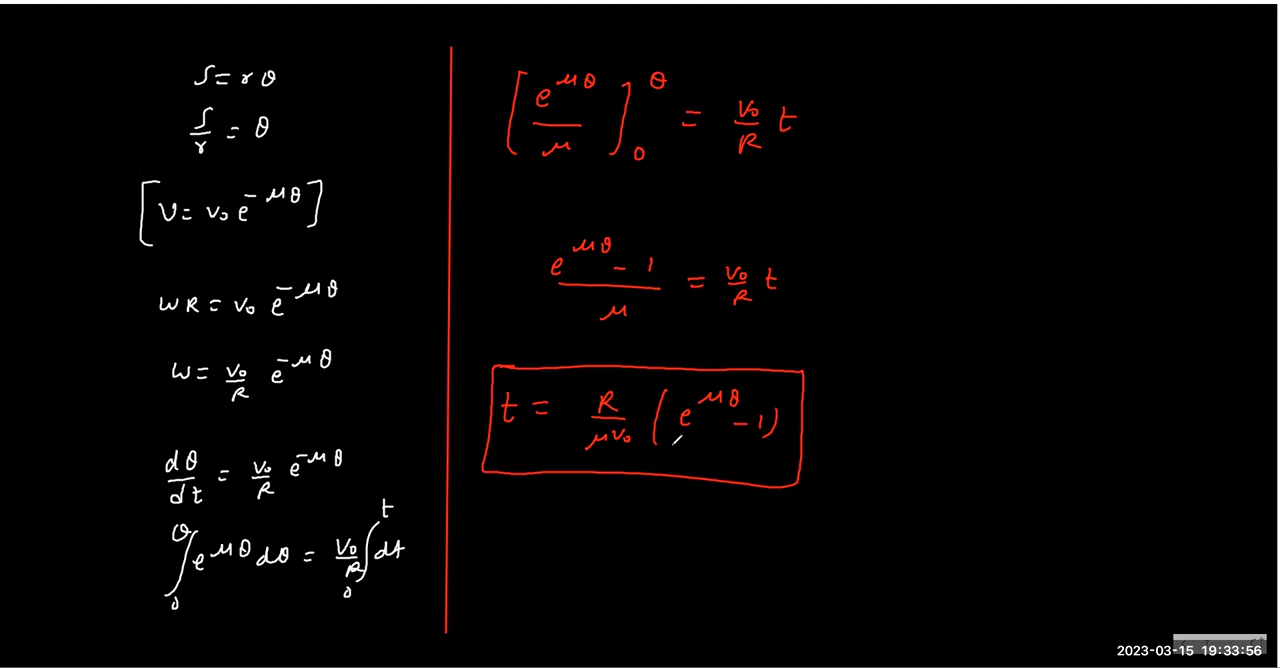 S = rθ
S/r = θ
[v = v₀ e^(-μθ)]
ωR = v₀ e^(-μθ)
ω = v₀/R e^(-μθ)
dθ/dt = v₀/R e^(-μθ)
∫₀^θ e^(μθ) dθ = v₀/R ∫₀^t dt
[e^(μθ)/μ]₀^θ = v₀/R t
(e^(μθ) - 1)/μ = v₀/R t
t = R/(μv₀) (e^(μθ) - 1)
2023-03-15 19:33:56